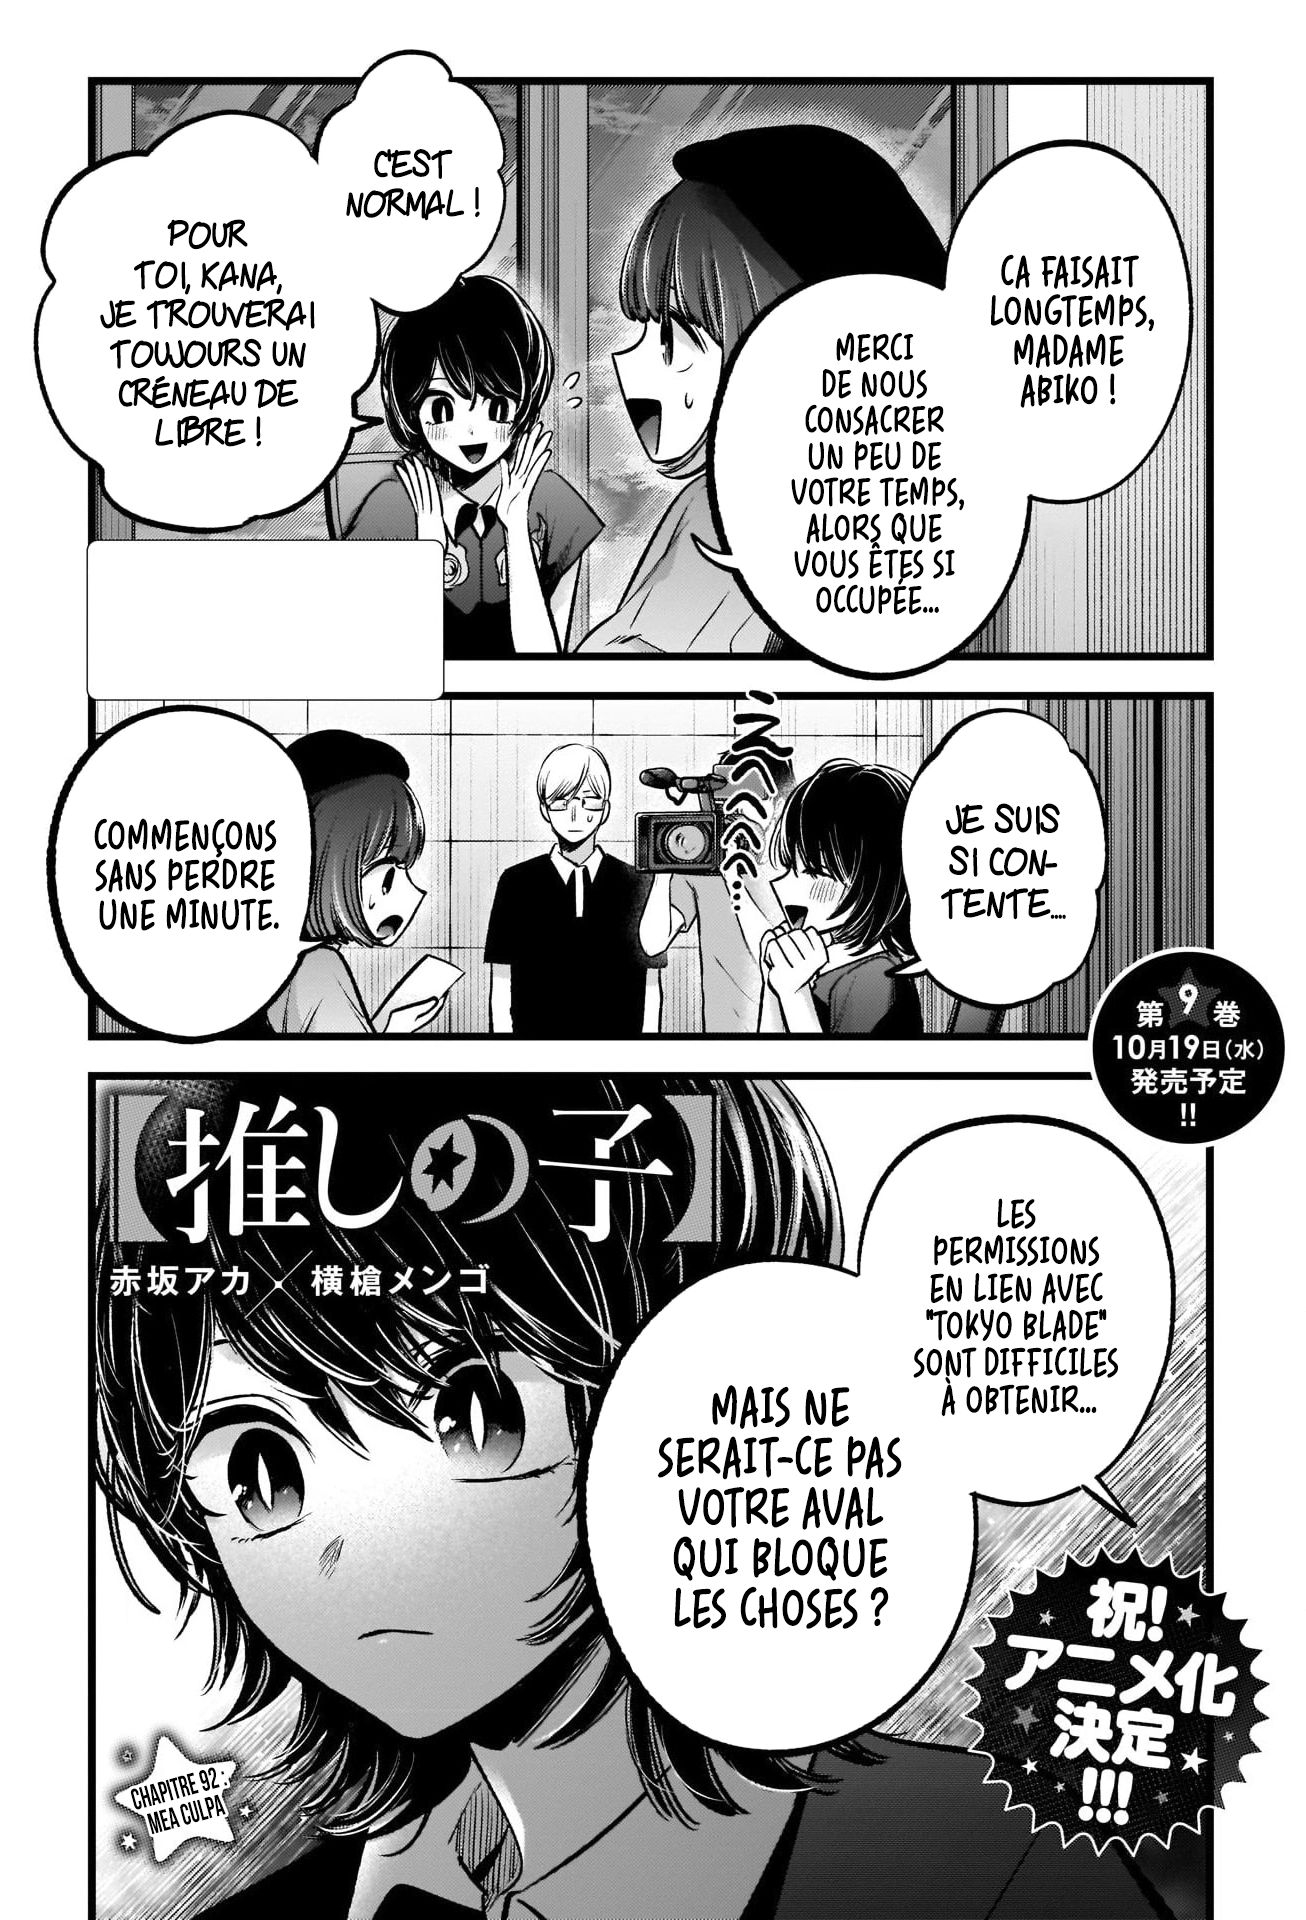 CA FAISAIT
LONGTEMPS,
MADAME
ABIKO !
MERCI
DE NOUS
CONSACRER
UN PEU DE
VOTRE TEMPS,
ALORS QUE
VOUS ÊTES SI
OCCUPÉE...
C'EST
NORMAL !
POUR
TOI, KANA,
JE TROUVERAI
TOUJOURS UN
CRÉNEAU DE
LIBRE !
JE SUIS
SI CON-
TENTE....
えへへへ…
COMMENÇONS
SANS PERDRE
UNE MINUTE.
第9巻
10月19日(水)
発売予定
!!
【推しの子】
赤坂アカ×横槍メンゴ
LES
PERMISSIONS
EN LIEN AVEC
"TOKYO BLADE"
SONT DIFFICILES
À OBTENIR...
MAIS NE
SERAIT-CE PAS
VOTRE AVAL
QUI BLOQUE
LES CHOSES ?
祝!
アニメ化
決定
!!!
CHAPITRE 92 :
MEA CULPA